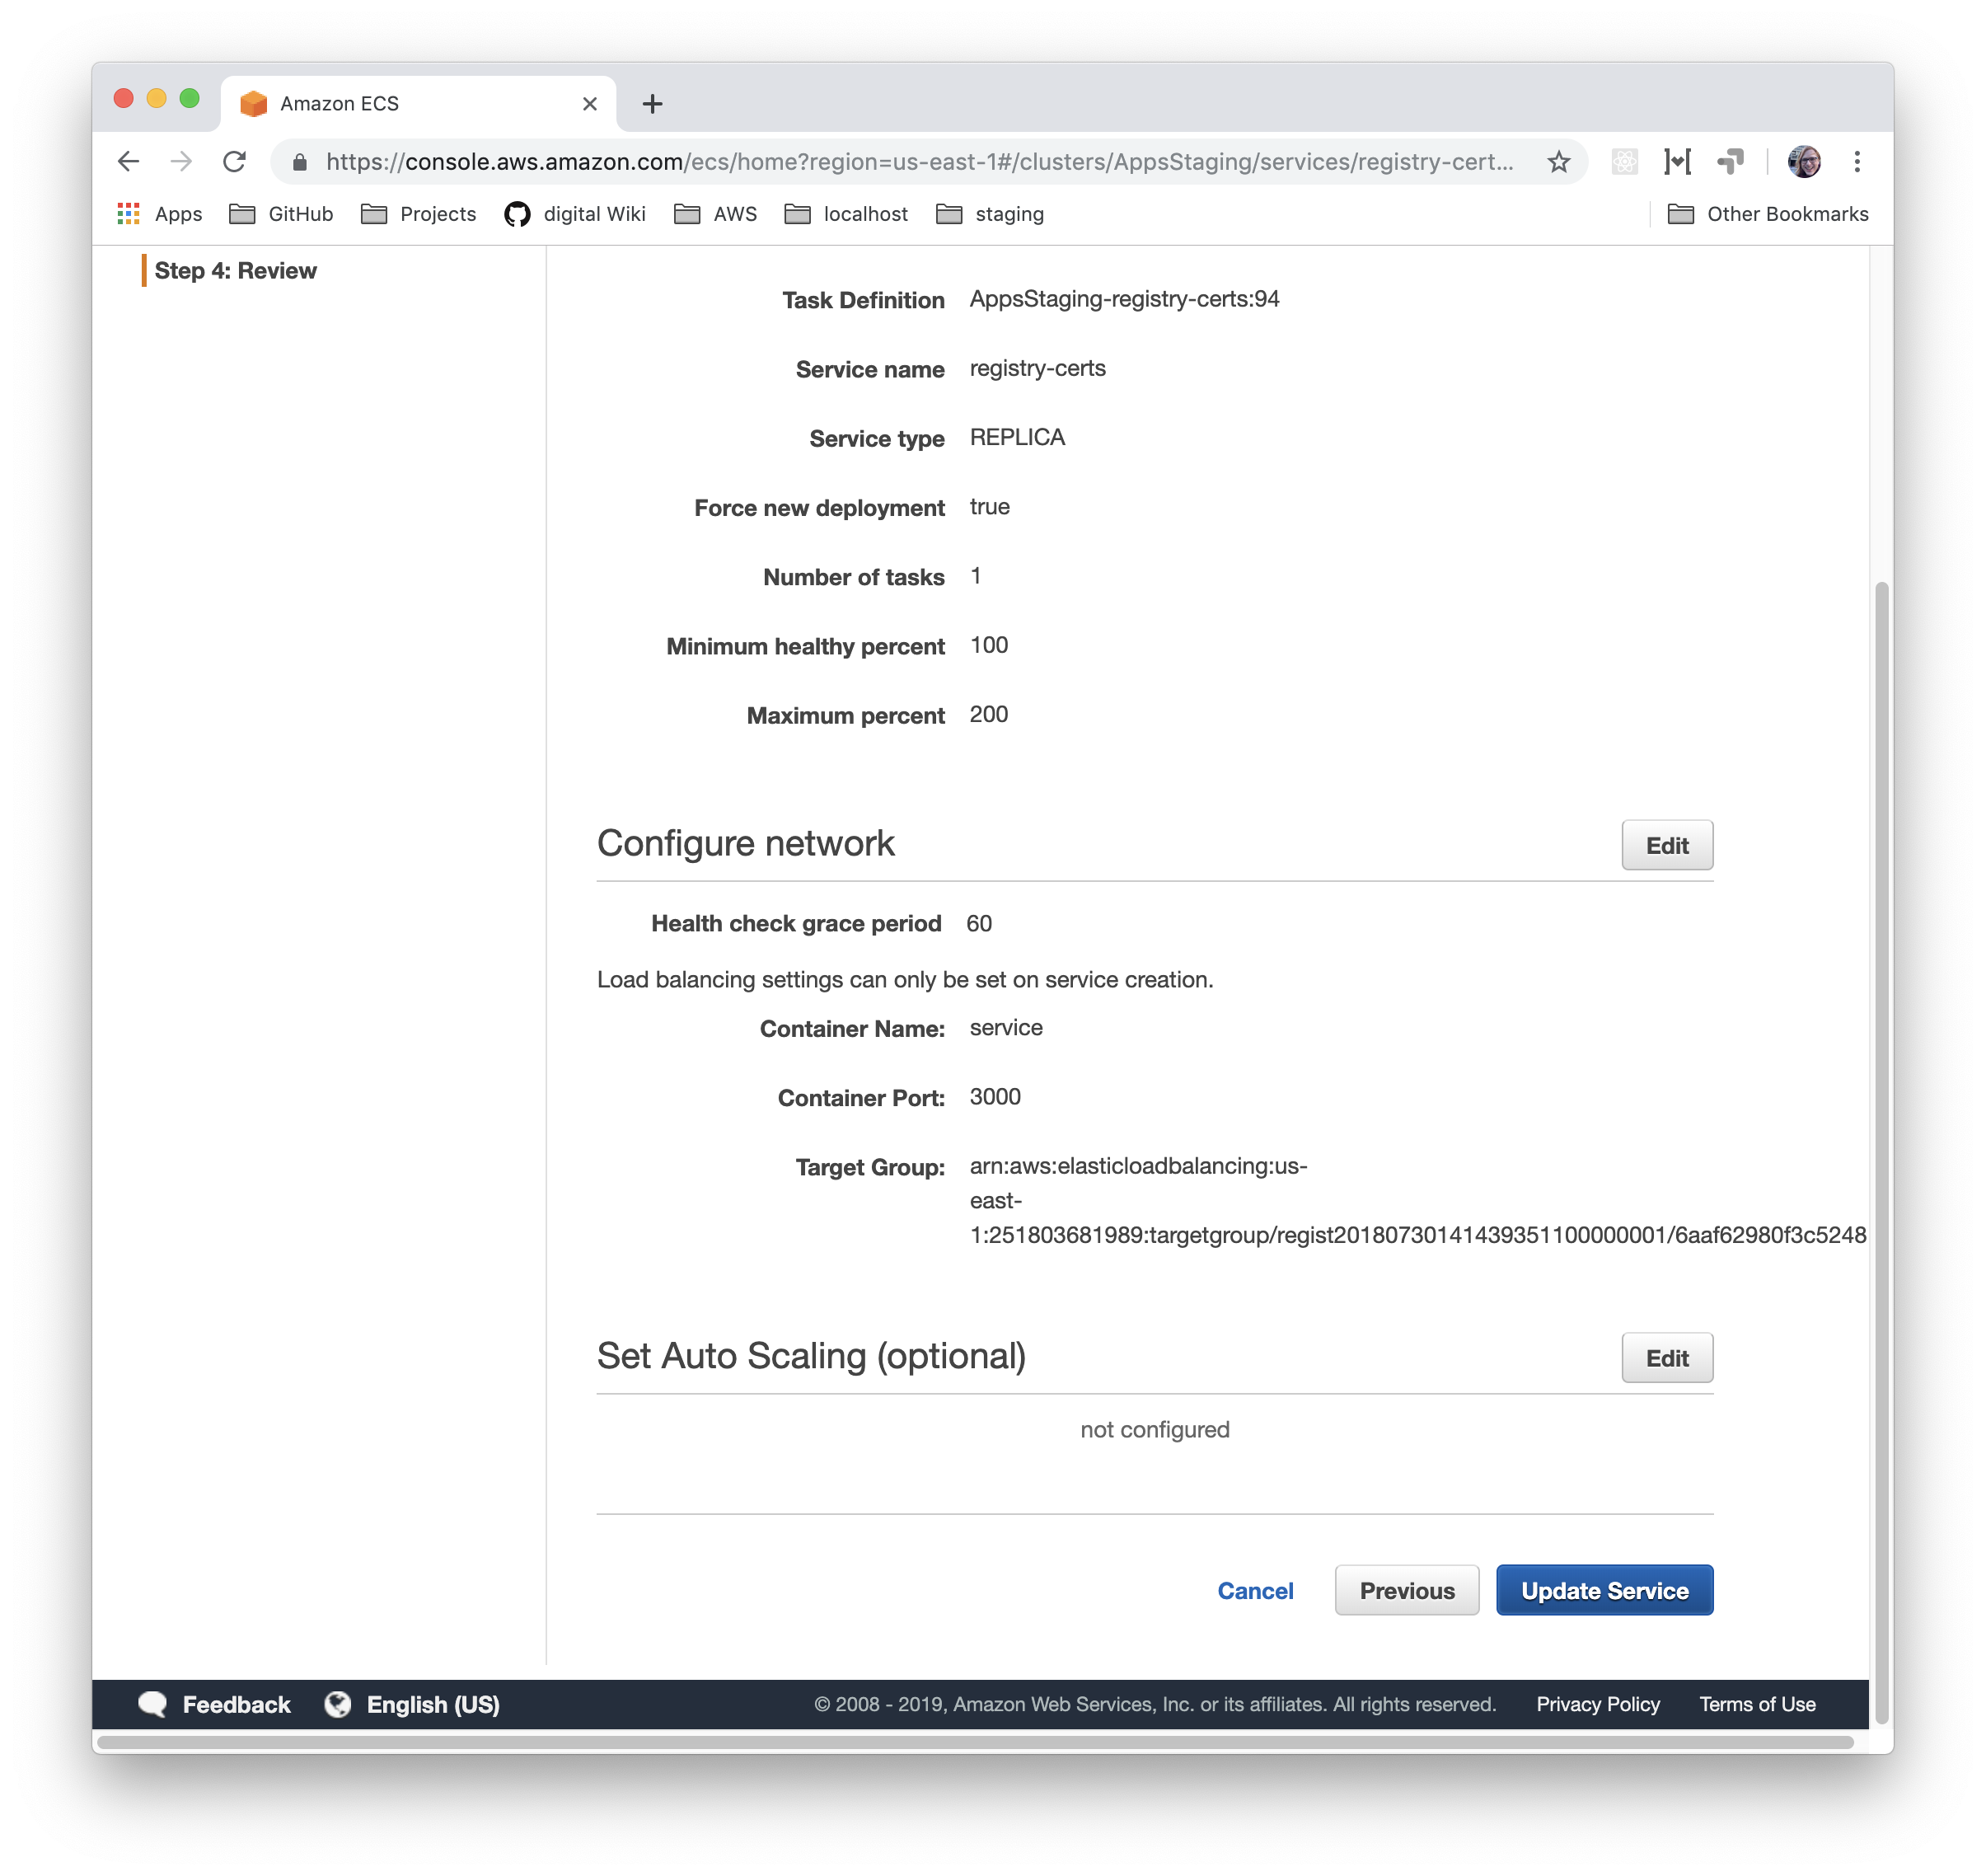 Amazon ECS
https://console.aws.amazon.com/ecs/home?region=us-east-1#/clusters/AppsStaging/services/registry-cert...
Apps GitHub Projects digital Wiki AWS localhost staging Other Bookmarks
Step 4: Review
Task Definition AppsStaging-registry-certs:94
Service name registry-certs
Service type REPLICA
Force new deployment true
Number of tasks 1
Minimum healthy percent 100
Maximum percent 200
Configure network Edit
Health check grace period 60
Load balancing settings can only be set on service creation.
Container Name: service
Container Port: 3000
Target Group: arn:aws:elasticloadbalancing:us-
east-
1:251803681989:targetgroup/regist20180730141439351100000001/6aaf62980f3c5248
Set Auto Scaling (optional) Edit
not configured
Cancel Previous Update Service
Feedback English (US) © 2008 - 2019, Amazon Web Services, Inc. or its affiliates. All rights reserved. Privacy Policy Terms of Use